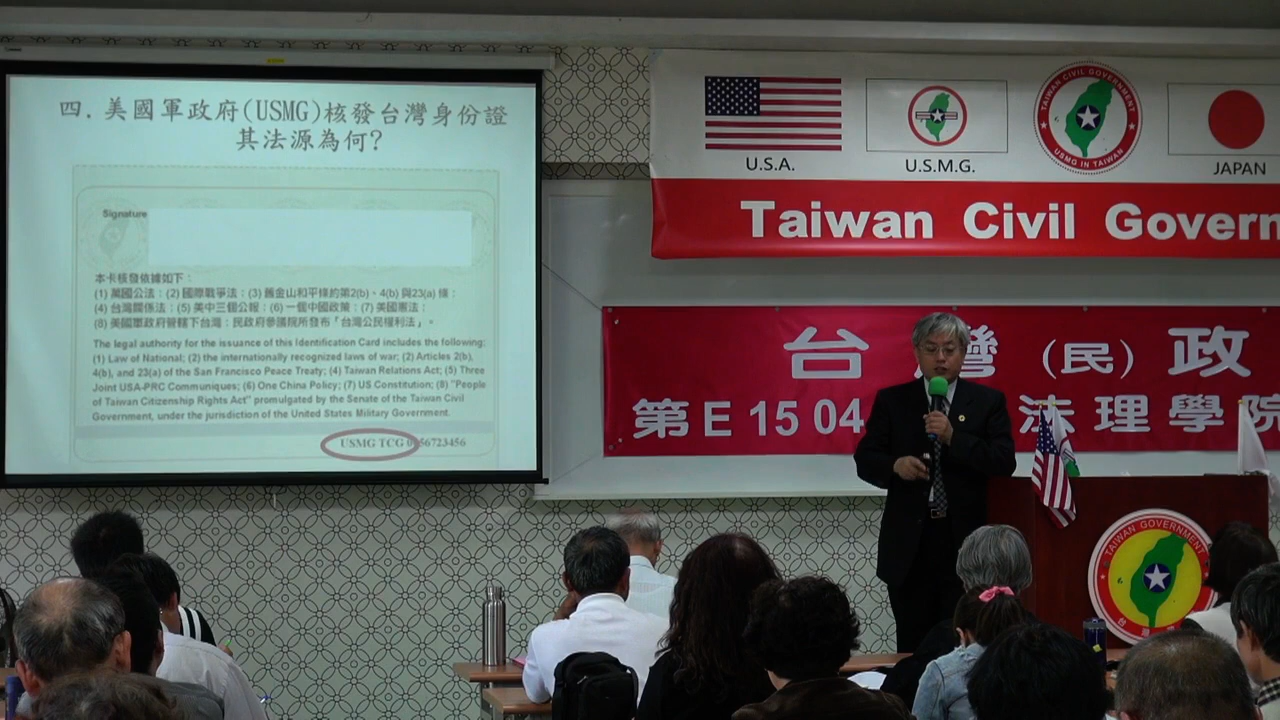 四. 美國軍政府(USMG)核發台灣身份證
其法源為何?
Signature
本卡核發依據如下:
(1) 萬國公法; (2) 國際戰爭法; (3) 舊金山和平條約第2(b)、4(b) 與23(a) 條;
(4) 台灣關係法; (5) 美中三個公報; (6) 一個中國政策; (7) 美國憲法;
(8) 美國軍政府管轄下台灣;民政府參議院所發布「台灣公民權利法」。
The legal authority for the issuance of this Identification Card includes the following:
(1) Law of National; (2) the internationally recognized laws of war; (2) Articles 2(b),
4(b), and 23(a) of the San Francisco Peace Treaty; (4) Taiwan Relations Act; (5) Three
Joint USA-PRC Communiques; (6) One China Policy; (7) US Constitution; (8) "People
of Taiwan Citizenship Rights Act" promulgated by the Senate of the Taiwan Civil
Government, under the jurisdiction of the United States Military Government.
USMG TCG 0156723456
U.S.A.
U.S.M.G.
TAIWAN CIVIL GOVERNMENT
USMG IN TAIWAN
JAPAN
Taiwan Civil Govern
台灣(民)政
第E1504 法理學院
TAIWAN GOVERNMENT
台灣